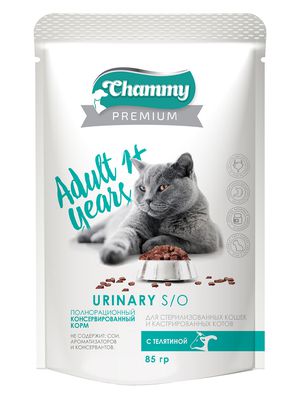 Chammy
PREMIUM
Adult 1+
years
URINARY S/O
ПОЛНОРАЦИОННЫЙ
КОНСЕРВИРОВАННЫЙ
КОРМ
НЕ СОДЕРЖИТ: СОИ,
АРОМАТИЗАТОРОВ
И КОНСЕРВАНТОВ.
ДЛЯ СТЕРИЛИЗОВАННЫХ КОШЕК
И КАСТРИРОВАННЫХ КОТОВ
С ТЕЛЯТИНОЙ
85 гр